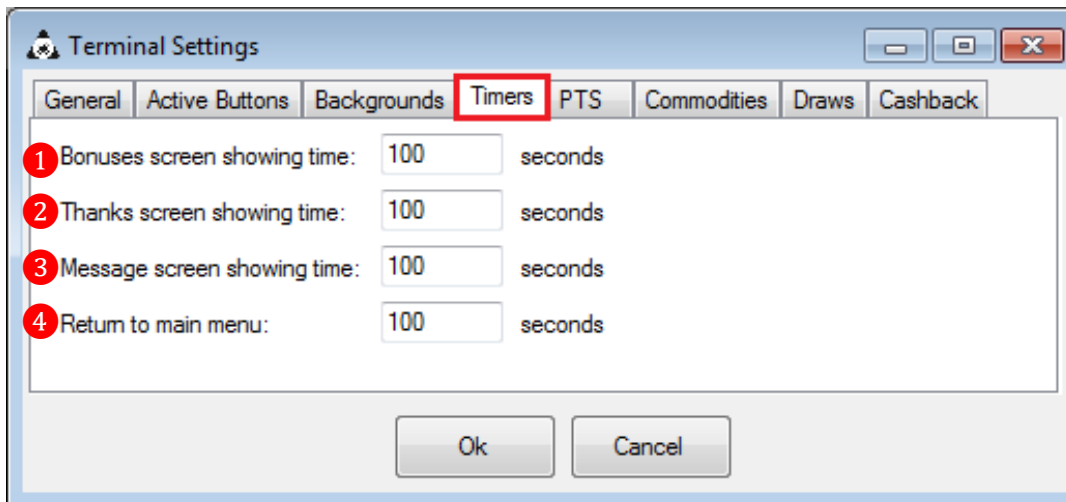 Terminal Settings
General Active Buttons Backgrounds Timers PTS Commodities Draws Cashback
1 Bonuses screen showing time: 100 seconds
2 Thanks screen showing time: 100 seconds
3 Message screen showing time: 100 seconds
4 Return to main menu: 100 seconds
Ok Cancel